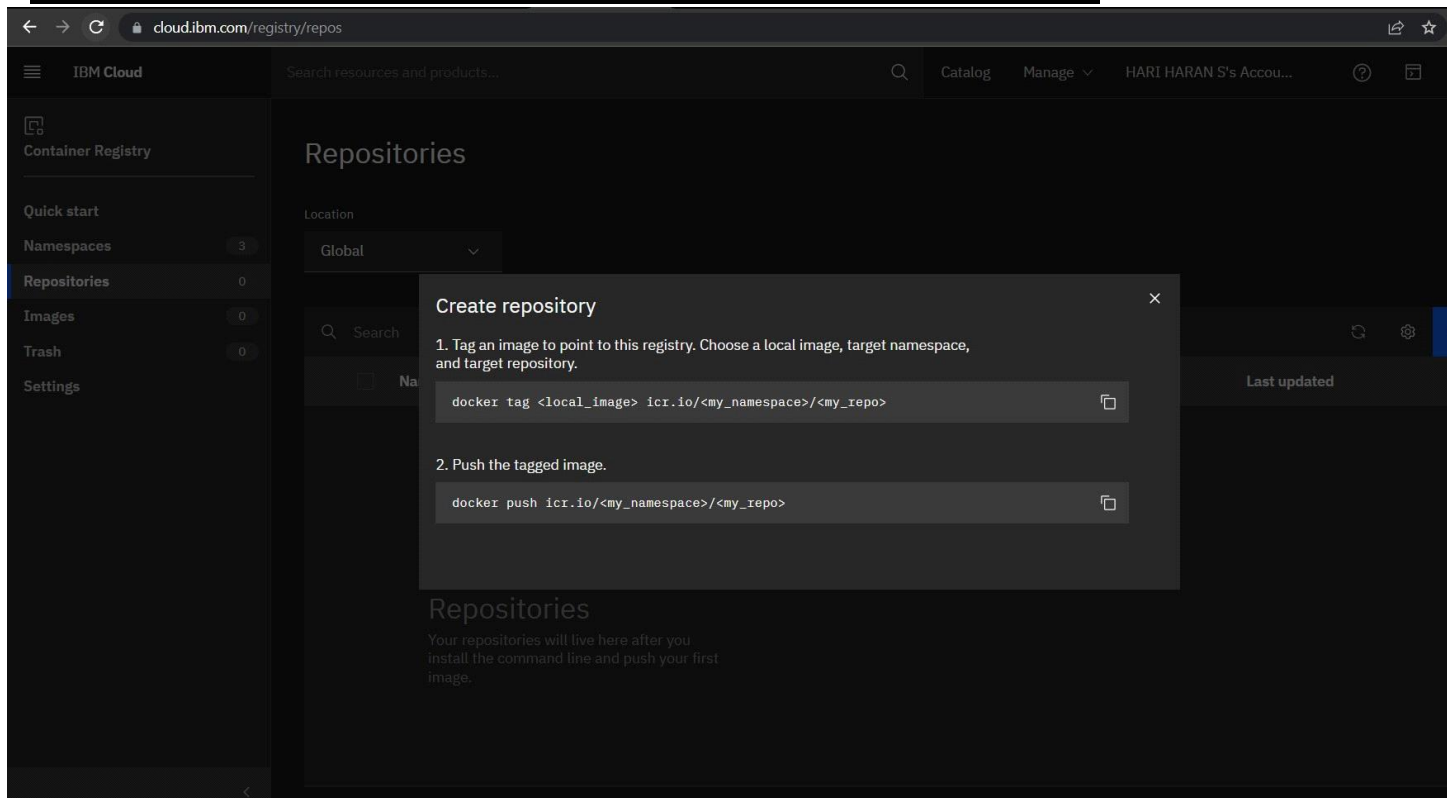 cloud.ibm.com/registry/repos
IBM Cloud
Search resources and products...
Catalog
Manage
HARI HARAN S's Accou...
Container Registry
Quick start
Namespaces 3
Repositories 0
Images 0
Trash 0
Settings
Repositories
Location
Global
Search
Na
Last updated
Create repository
1. Tag an image to point to this registry. Choose a local image, target namespace,
and target repository.
docker tag <local_image> icr.io/<my_namespace>/<my_repo>
2. Push the tagged image.
docker push icr.io/<my_namespace>/<my_repo>
Repositories
Your repositories will live here after you
install the command line and push your first
image.